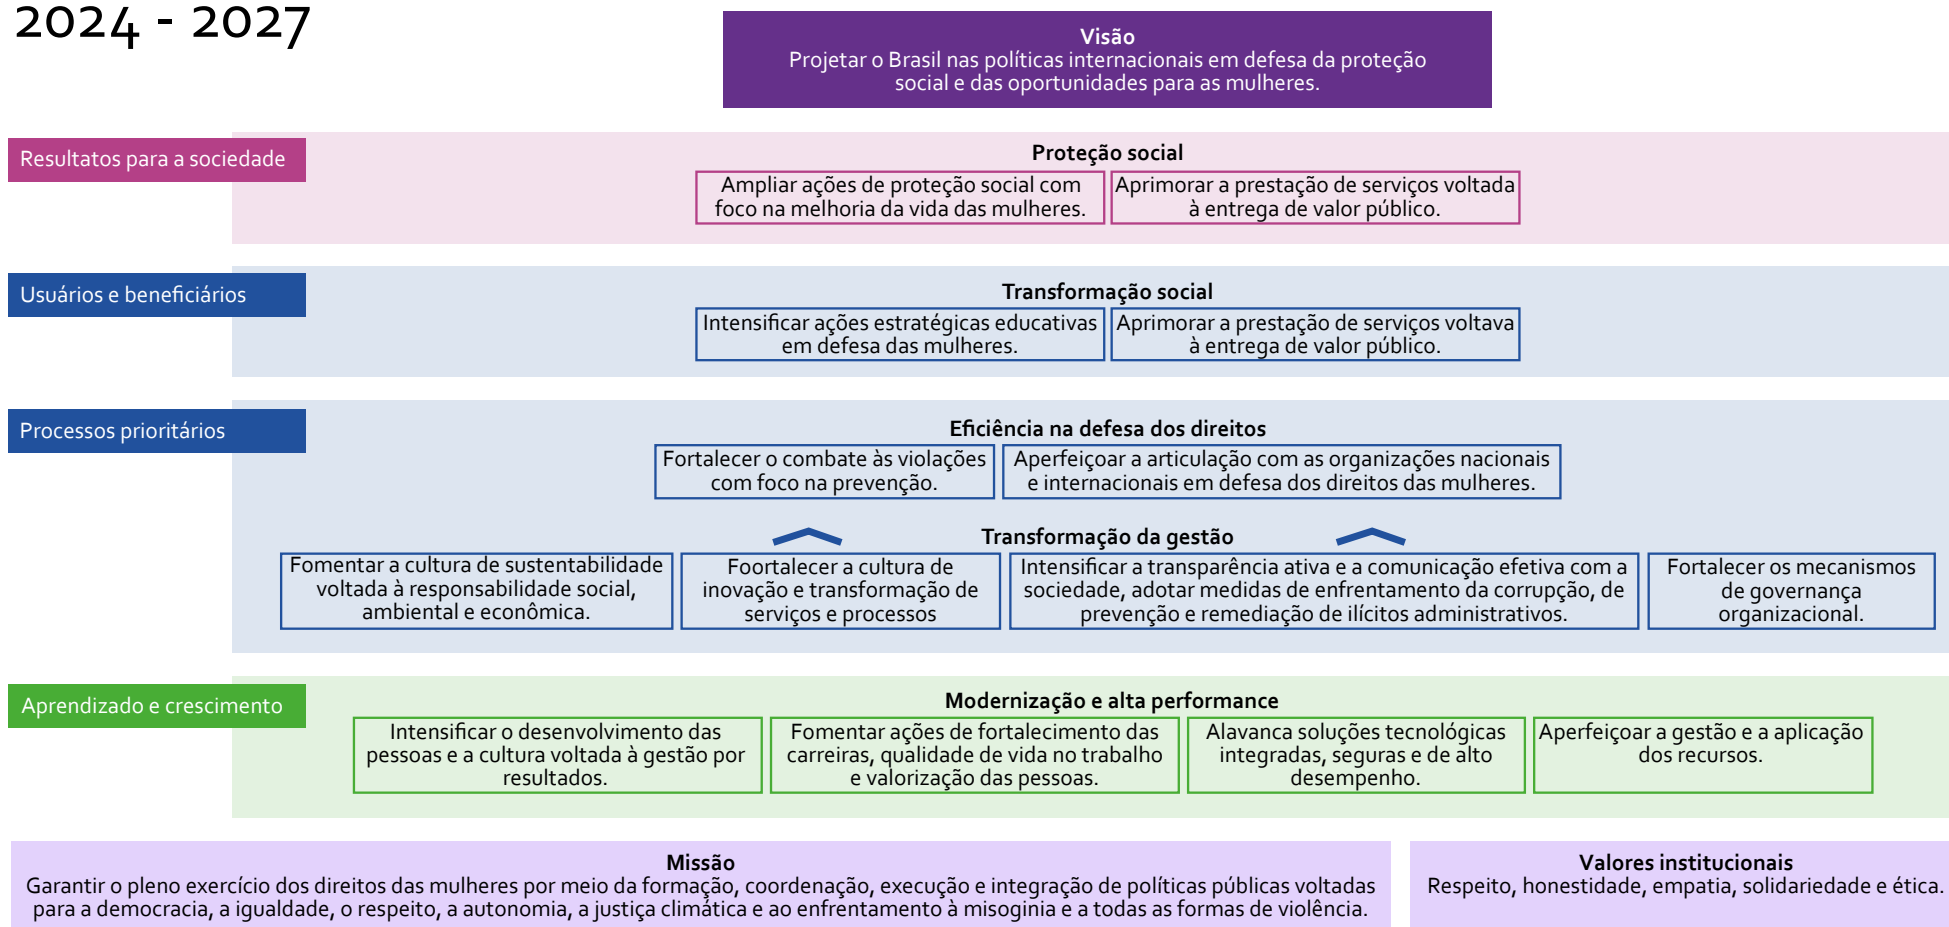 2024 - 2027
Visão
Projetar o Brasil nas políticas internacionais em defesa da proteção
social e das oportunidades para as mulheres.
Resultatos para a sociedade
Proteção social
Ampliar ações de proteção social com
foco na melhoria da vida das mulheres.
Aprimorar a prestação de serviços voltada
à entrega de valor público.
Usuários e beneficiários
Transformação social
Intensificar ações estratégicas educativas
em defesa das mulheres.
Aprimorar a prestação de serviços voltava
à entrega de valor público.
Processos prioritários
Eficiência na defesa dos direitos
Fortalecer o combate às violações
com foco na prevenção.
Aperfeiçoar a articulação com as organizações nacionais
e internacionais em defesa dos direitos das mulheres.
Transformação da gestão
Fomentar a cultura de sustentabilidade
voltada à responsabilidade social,
ambiental e econômica.
Foortalecer a cultura de
inovação e transformação de
serviços e processos
Intensificar a transparência ativa e a comunicação efetiva com a
sociedade, adotar medidas de enfrentamento da corrupção, de
prevenção e remediação de ilícitos administrativos.
Fortalecer os mecanismos
de governança
organizacional.
Aprendizado e crescimento
Modernização e alta performance
Intensificar o desenvolvimento das
pessoas e a cultura voltada à gestão por
resultados.
Fomentar ações de fortalecimento das
carreiras, qualidade de vida no trabalho
e valorização das pessoas.
Alavanca soluções tecnológicas
integradas, seguras e de alto
desempenho.
Aperfeiçoar a gestão e a aplicação
dos recursos.
Missão
Garantir o pleno exercício dos direitos das mulheres por meio da formação, coordenação, execução e integração de políticas públicas voltadas
para a democracia, a igualdade, o respeito, a autonomia, a justiça climática e ao enfrentamento à misoginia e a todas as formas de violência.
Valores institucionais
Respeito, honestidade, empatia, solidariedade e ética.